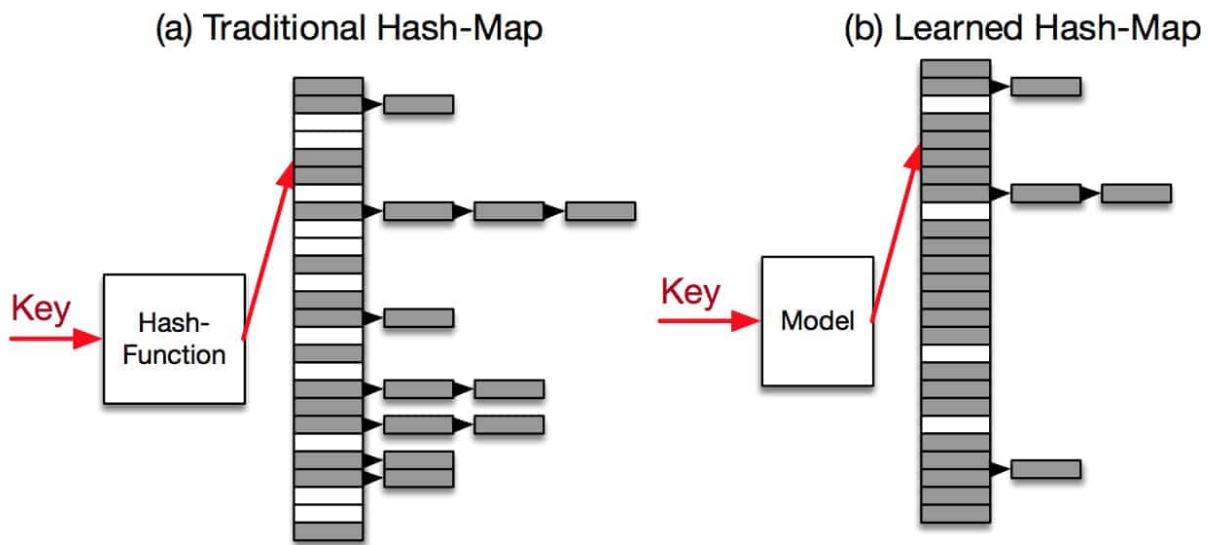 (a) Traditional Hash-Map
(b) Learned Hash-Map
Key
Hash-
Function
Key
Model